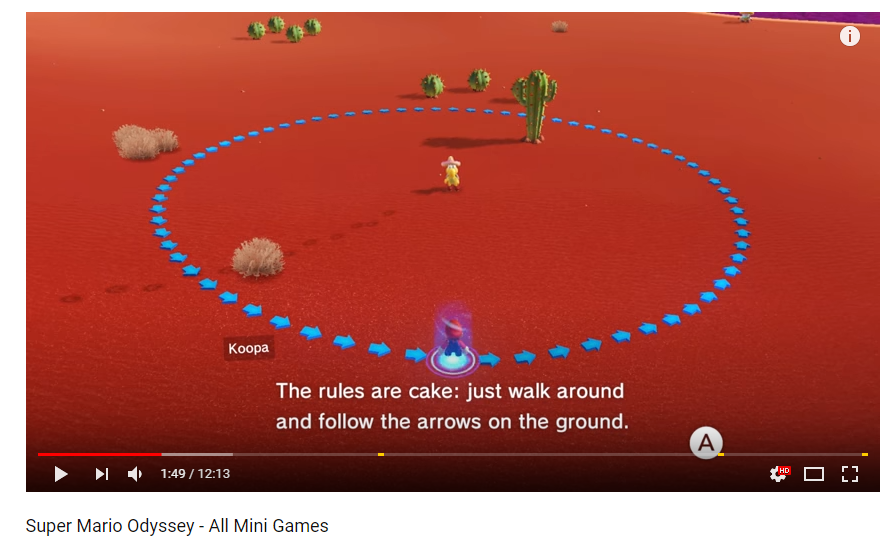 i
Koopa
The rules are cake: just walk around
and follow the arrows on the ground.
A
1:49 / 12:13
HD
Super Mario Odyssey - All Mini Games